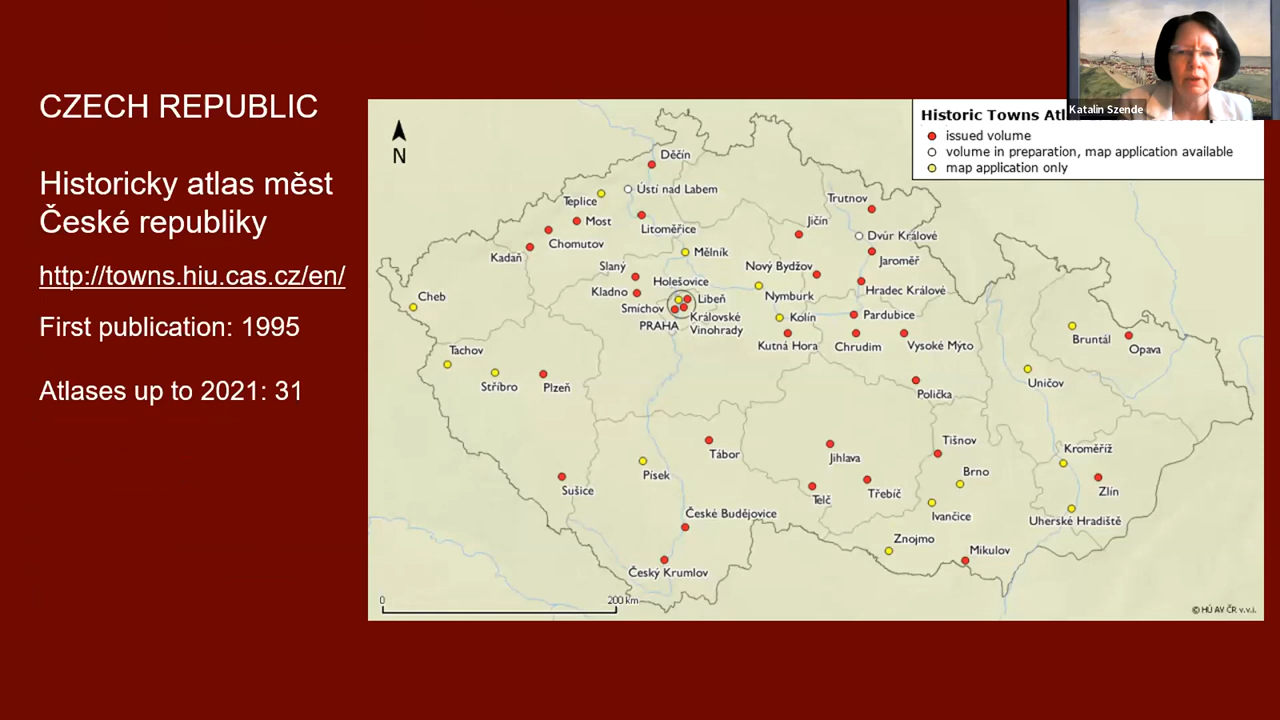 CZECH REPUBLIC
Historicky atlas měst
České republiky
http://towns.hiu.cas.cz/en/
First publication: 1995
Atlases up to 2021: 31
Katalin Szende
Historic Towns Atl
issued volume
volume in preparation, map application available
map application only
N
Děčín
Ústí nad Labem
Teplice
Trutnov
Most
Litoměřice
Jičín
Chomutov
Dvůr Králové
Kadaň
Mělník
Jaroměř
Slaný
Nový Bydžov
Holešovice
Kladno
Hradec Králové
Cheb
Libeň
Nymburk
Smíchov
Královské
Vinohrady
PRAHA
Kolín
Pardubice
Kutná Hora
Chrudim
Vysoké Mýto
Bruntál
Opava
Tachov
Stříbro
Plzeň
Uničov
Polička
Tišnov
Kroměříž
Tábor
Jihlava
Písek
Brno
Sušice
Telč
Třebíč
Zlín
České Budějovice
Ivančice
Uherské Hradiště
Znojmo
Mikulov
Český Krumlov
0
200 km
© HÚ AV ČR v.v.i.